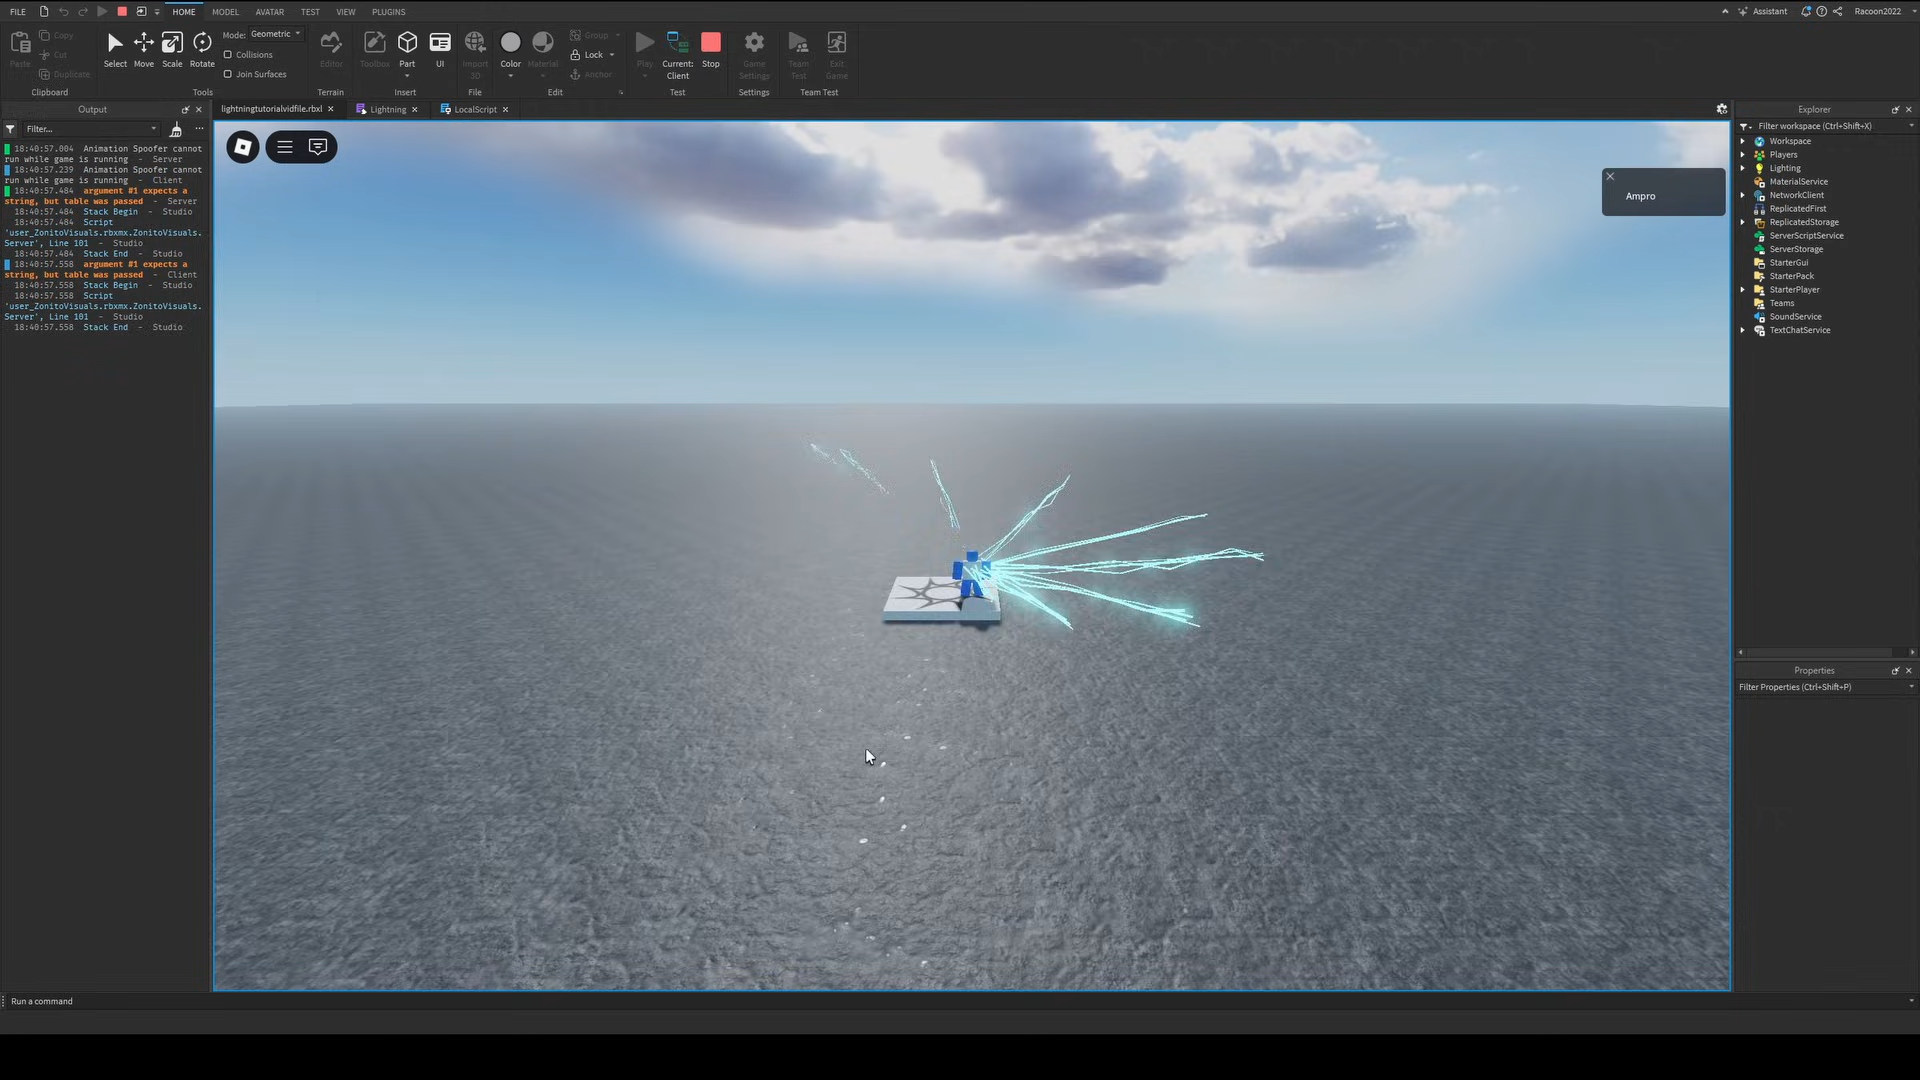 FILE
HOME
MODEL
AVATAR
TEST
VIEW
PLUGINS
Assistant
Racoon2022
Paste
Copy
Cut
Duplicate
Clipboard
Select
Move
Scale
Rotate
Mode:
Geometric
Collisions
Join Surfaces
Tools
Editor
Terrain
Toolbox
Part
UI
Insert
Import
3D
File
Color
Material
Group
Lock
Anchor
Edit
Play
Current:
Client
Stop
Test
Game
Settings
Settings
Team
Test
Exit
Game
Team Test
Output
lightningtutorialvidfile.rbxl
Lightning
LocalScript
Explorer
Filter...
Filter workspace (Ctrl+Shift+X)
18:40:57.004 Animation Spoofer cannot
run while game is running - Server
18:40:57.239 Animation Spoofer cannot
run while game is running - Client
18:40:57.484 argument #1 expects a
string, but table was passed - Server
18:40:57.484 Stack Begin - Studio
18:40:57.484 Script
'user_ZonitoVisuals.rbxmx.ZonitoVisuals.
Server', Line 101 - Studio
18:40:57.484 Stack End - Studio
18:40:57.558 argument #1 expects a
string, but table was passed - Client
18:40:57.558 Stack Begin - Studio
18:40:57.558 Script
'user_ZonitoVisuals.rbxmx.ZonitoVisuals.
Server', Line 101 - Studio
18:40:57.558 Stack End - Studio
Ampro
Workspace
Players
Lighting
MaterialService
NetworkClient
ReplicatedFirst
ReplicatedStorage
ServerScriptService
ServerStorage
StarterGui
StarterPack
StarterPlayer
Teams
SoundService
TextChatService
Properties
Filter Properties (Ctrl+Shift+P)
Run a command